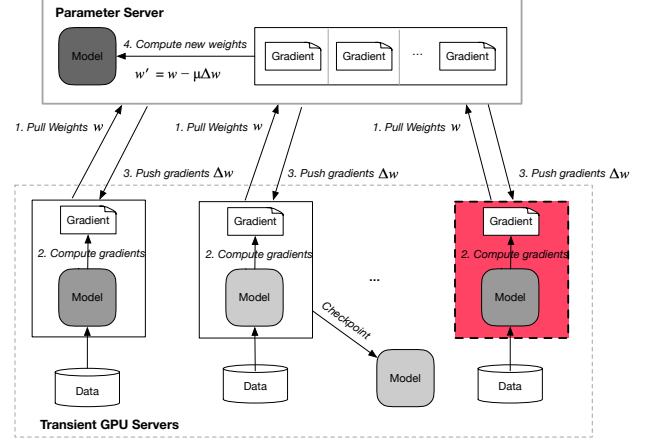 Parameter Server
4. Compute new weights
Model
Gradient
Gradient
...
Gradient
w′ = w − μΔw
1. Pull Weights w
1. Pull Weights w
1. Pull Weights w
3. Push gradients Δw
3. Push gradients Δw
3. Push gradients Δw
Gradient
Gradient
Gradient
2. Compute gradients
2. Compute gradients
2. Compute gradients
...
Model
Model
Model
Checkpoint
Model
Data
Data
Data
Transient GPU Servers